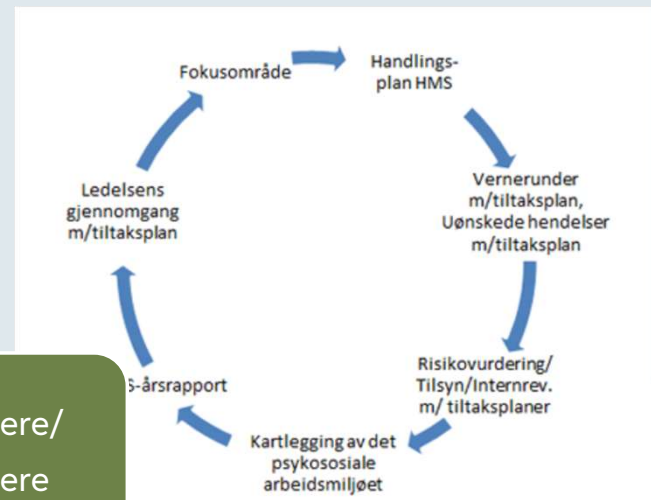 Fokusområde
Handlings-
plan HMS
Vernerunder
m/tiltaksplan,
Uønskede hendelser
m/tiltaksplan
Risikovurdering/
Tilsyn/Internrev.
m/ tiltaksplaner
Kartlegging av det
psykososiale
arbeidsmiljøet
S-årsrapport
Ledelsens
gjennomgang
m/tiltaksplan
ere/
ere